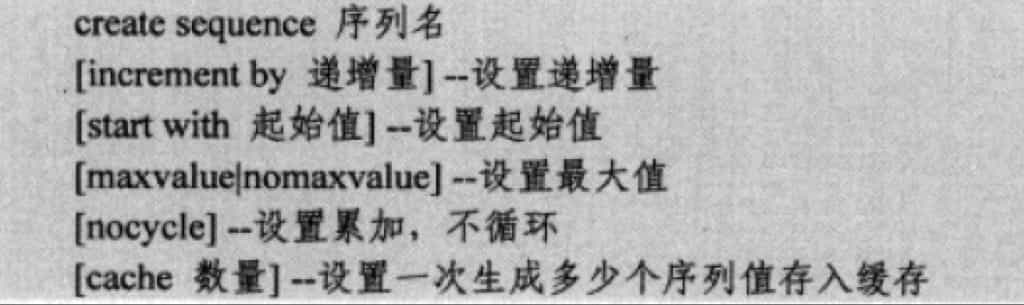 create sequence 序列名
[increment by 递增量] --设置递增量
[start with 起始值] --设置起始值
[maxvalue|nomaxvalue] --设置最大值
[nocycle] --设置累加，不循环
[cache 数量] --设置一次生成多少个序列值存入缓存